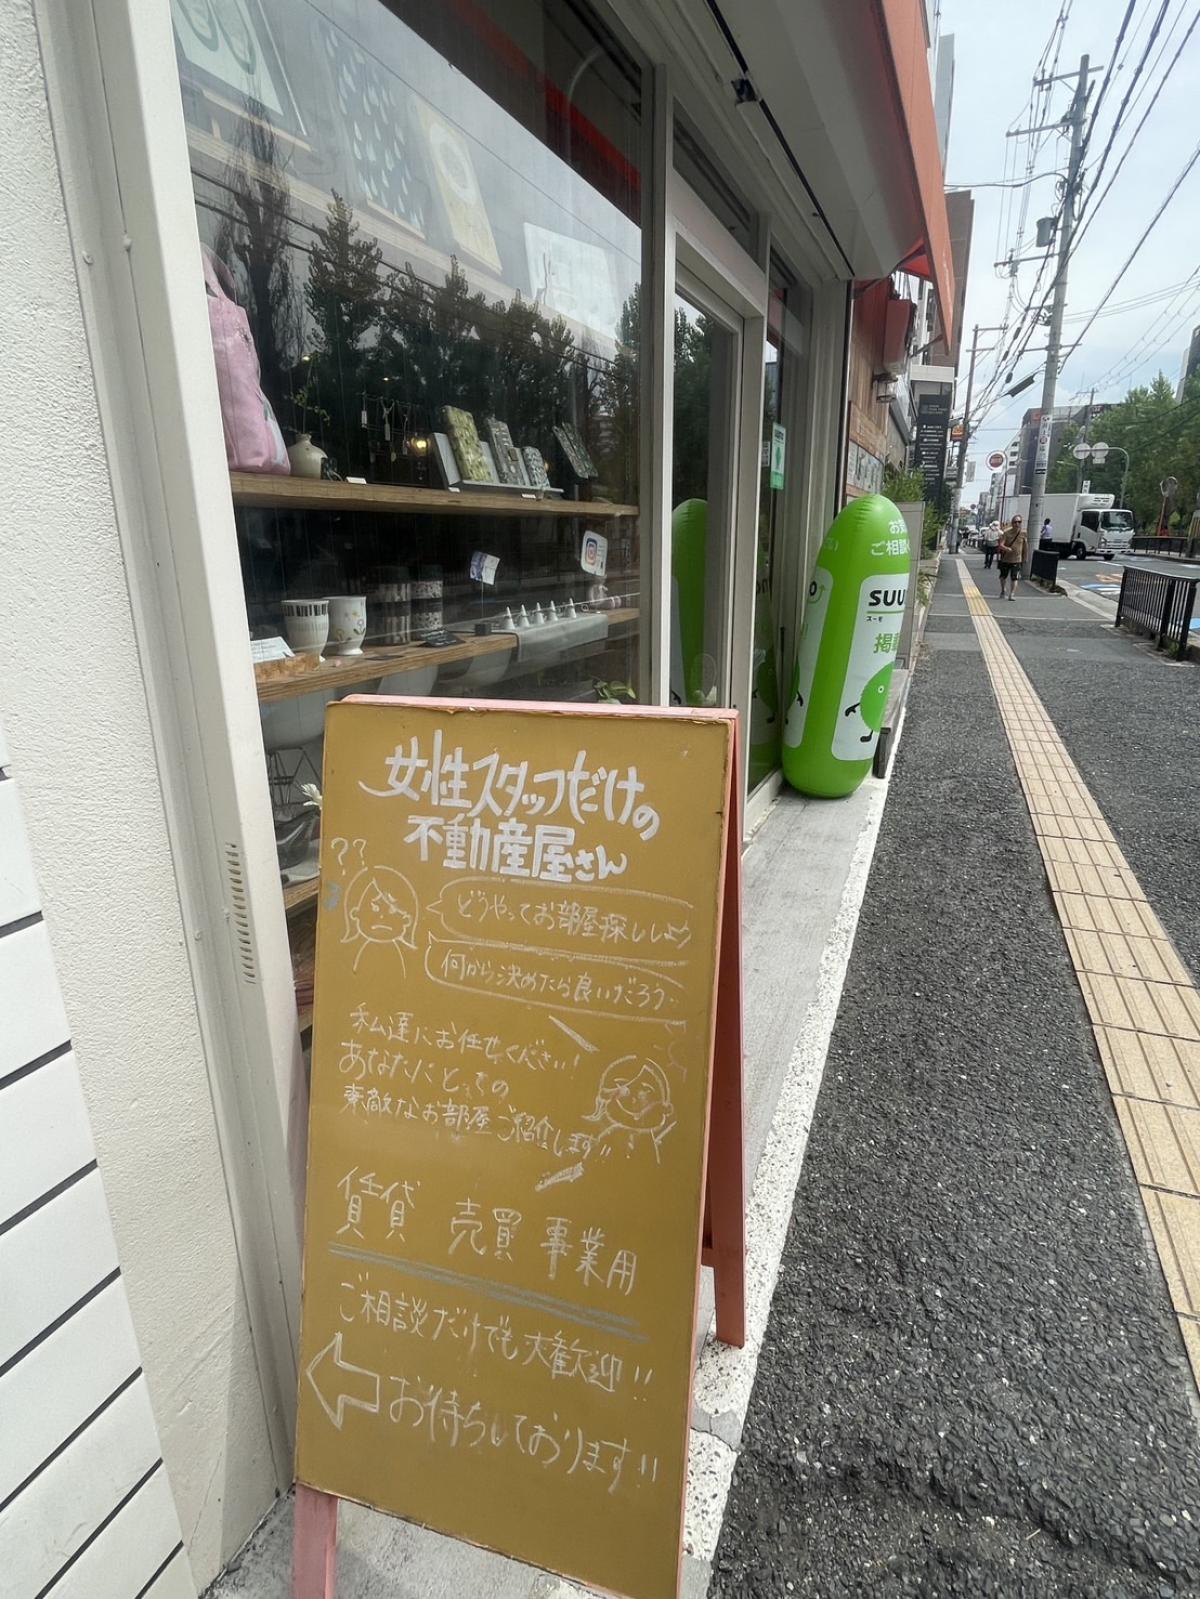 女性スタッフだけの
不動産屋さん
??
どうやってお部屋探ししよう
何から決めたら良いだろう‥
私達にお任せください!
あなたにとっての
素敵なお部屋ご紹介します!!
賃貸 売買 事業用
ご相談だけでも大歓迎!!
お待ちしております!!
お気
ご相談
SUU
スーモ
掲載